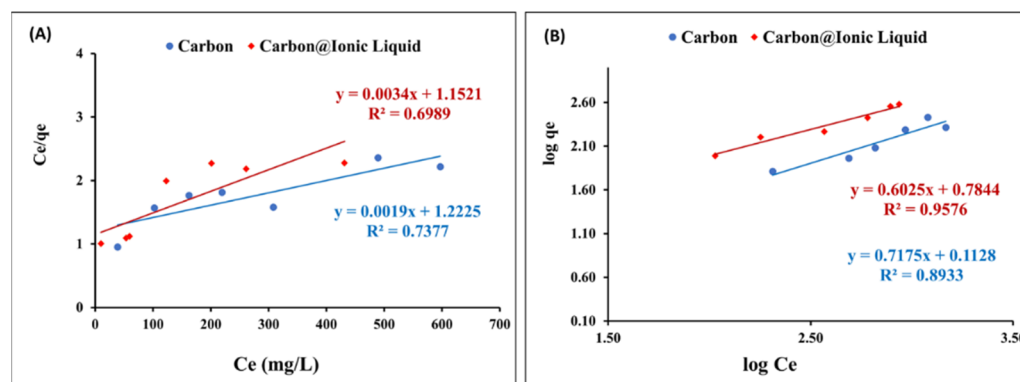 (A)
Carbon Carbon@Ionic Liquid
4
3
2
1
0
Ce/qe
y = 0.0034x + 1.1521
R² = 0.6989
y = 0.0019x + 1.2225
R² = 0.7377
0 100 200 300 400 500 600 700
Ce (mg/L)
(B)
Carbon Carbon@Ionic Liquid
2.60
2.10
1.60
1.10
0.60
0.10
log qe
y = 0.6025x + 0.7844
R² = 0.9576
y = 0.7175x + 0.1128
R² = 0.8933
1.50 2.50 3.50
log Ce